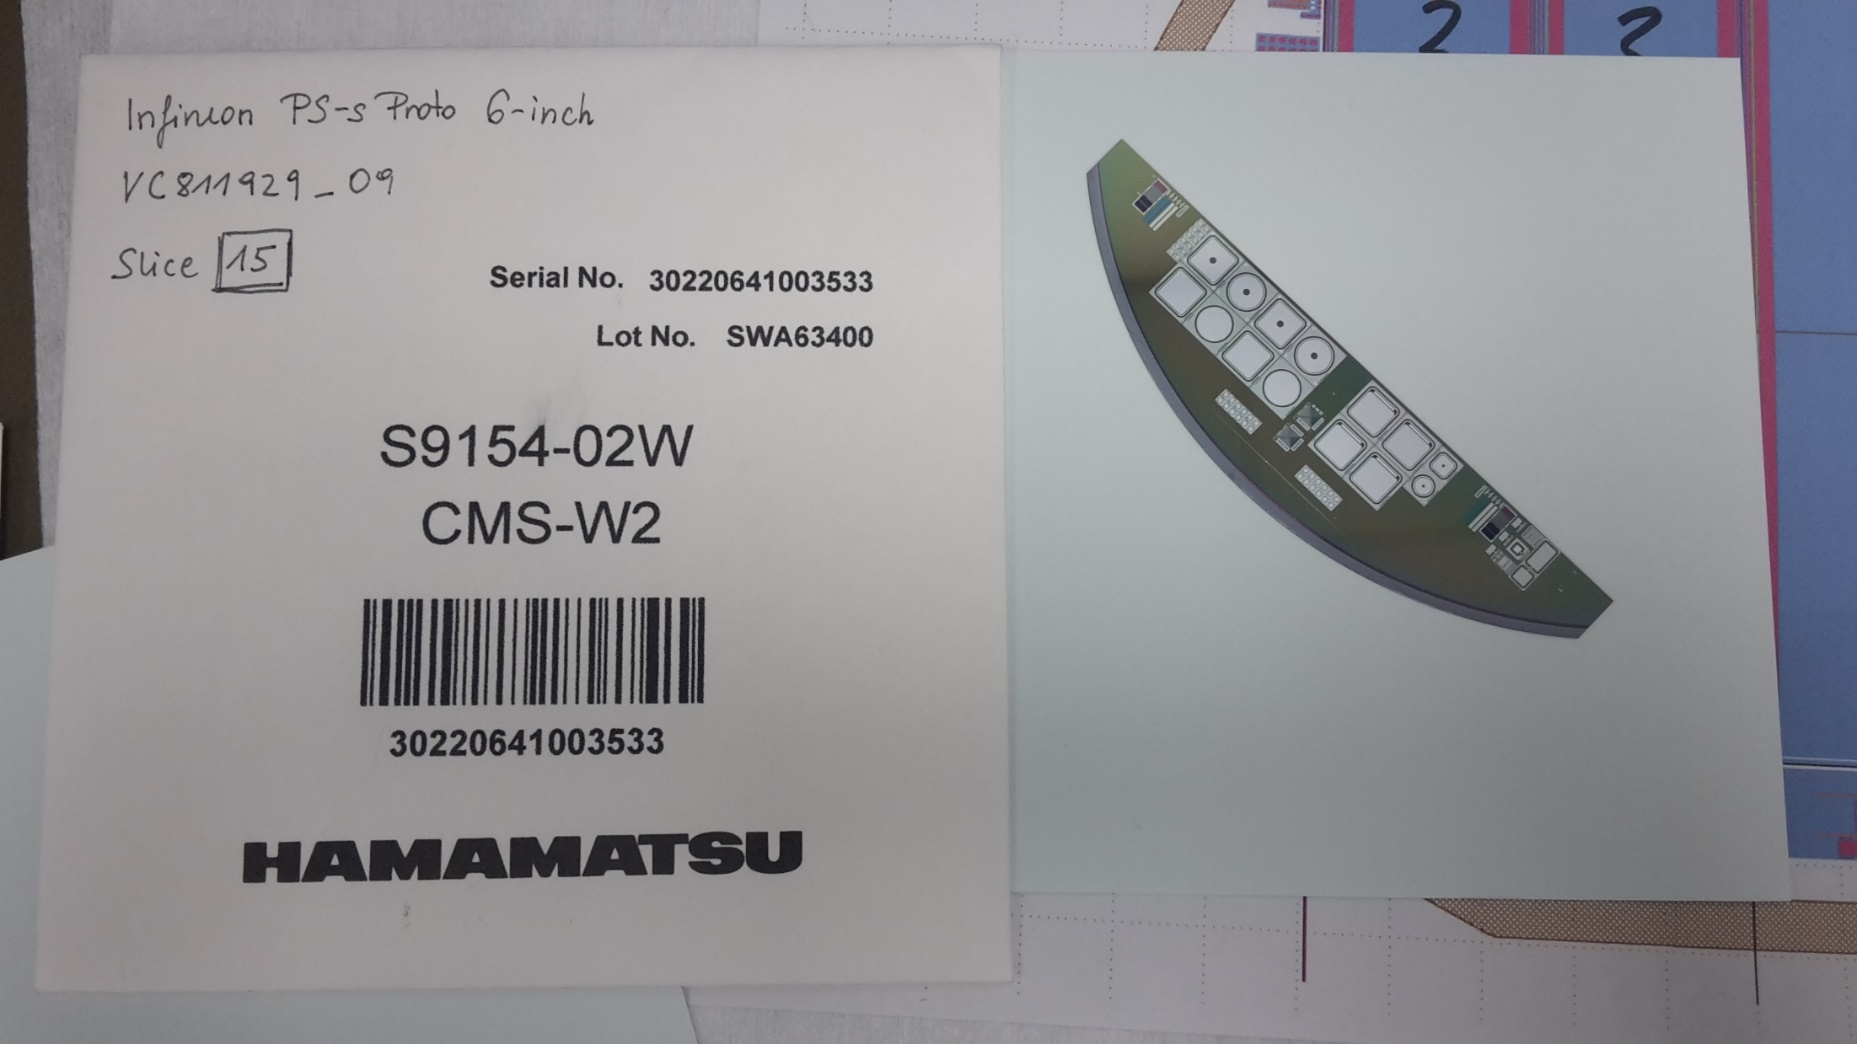 Infineon PS-s Proto 6-inch
VC811929_09
Slice 15
Serial No. 30220641003533
Lot No. SWA63400
S9154-02W
CMS-W2
30220641003533
HAMAMATSU
2 2